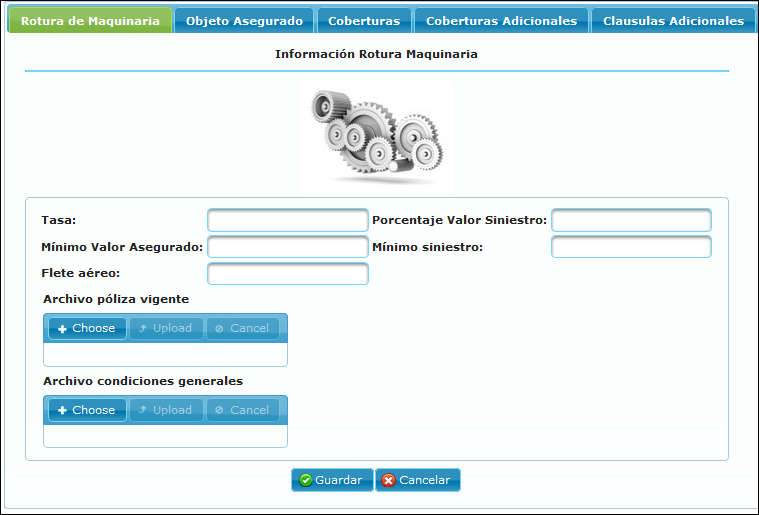 Rotura de Maquinaria Objeto Asegurado Coberturas Coberturas Adicionales Clausulas Adicionales
Información Rotura Maquinaria
Tasa: Porcentaje Valor Siniestro:
Mínimo Valor Asegurado: Mínimo siniestro:
Flete aéreo:
Archivo póliza vigente
Choose Upload Cancel
Archivo condiciones generales
Choose Upload Cancel
Guardar Cancelar